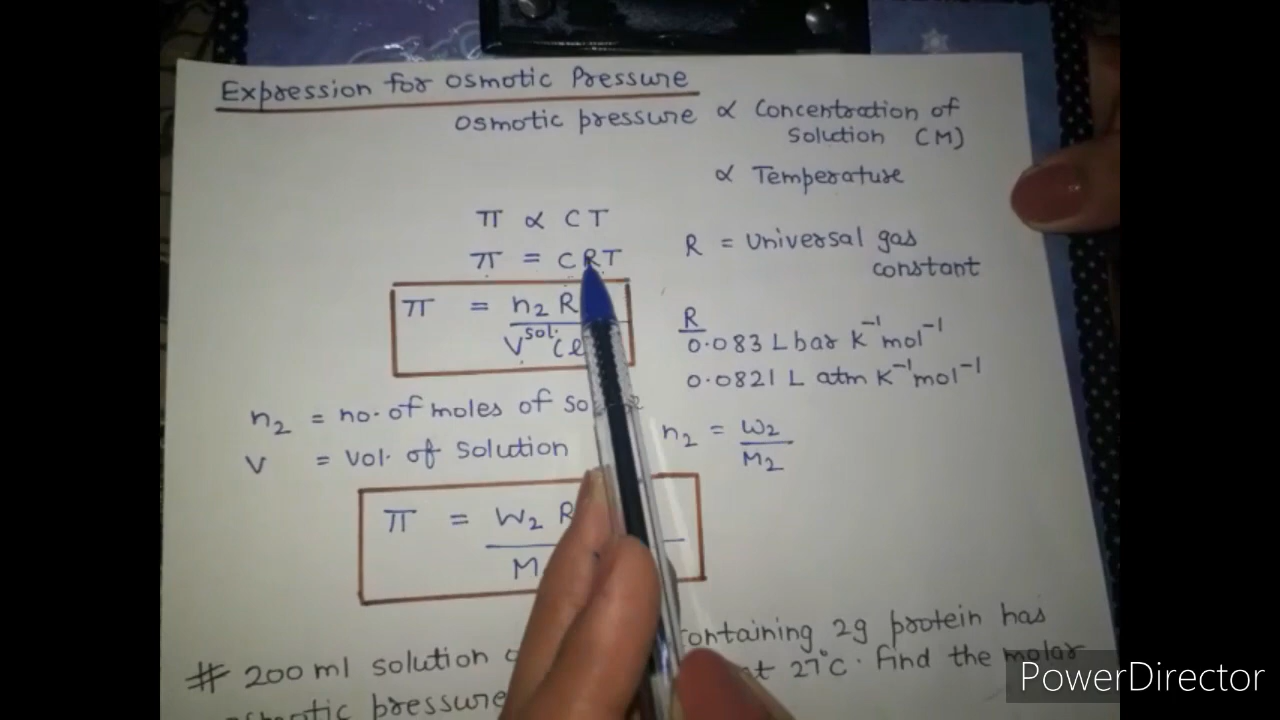 Expression for Osmotic Pressure
Osmotic pressure ∝ Concentration of
Solution (M)
∝ Temperature
π ∝ CT
π = CRT
R = Universal gas
constant
π = n₂ R
V sol.
R
0.083 L bar K⁻¹ mol⁻¹
0.0821 L atm K⁻¹ mol⁻¹
n₂ = no. of moles of
V = vol. of solution
n₂ = W₂
M₂
π = W₂ R
M
# 200 ml solution containing 2g protein has
osmotic pressure at 27°C. Find the molar
PowerDirector